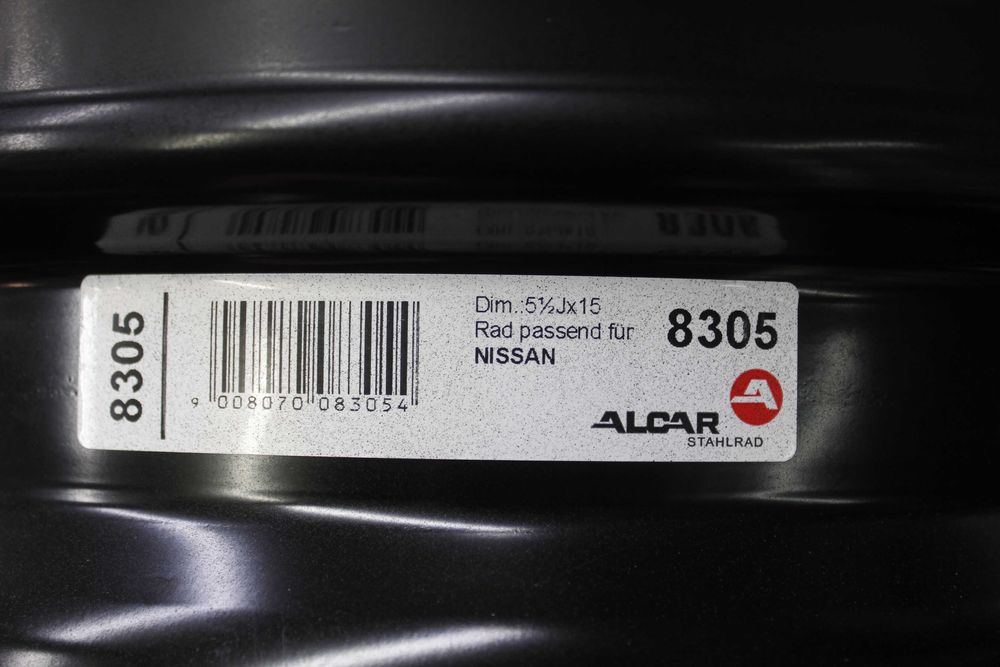 8305
9 008070 083054
Dim.:5½Jx15
Rad passend für
NISSAN
8305
ALCAR
STAHLRAD